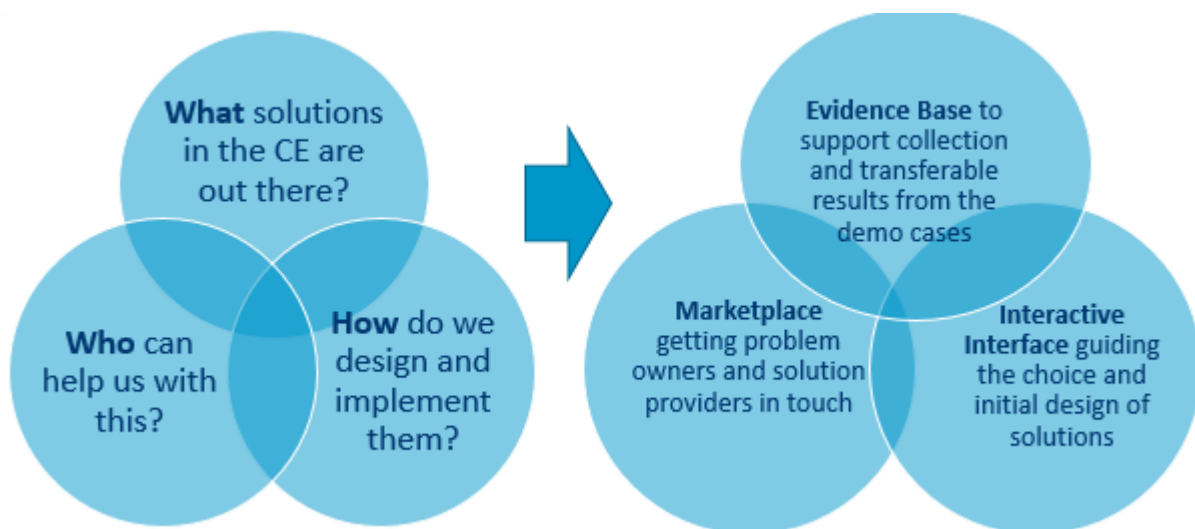 What solutions
in the CE are
out there?
Who can
help us with
this?
How do we
design and
implement
them?
Evidence Base to
support collection
and transferable
results from the
demo cases
Marketplace
getting problem
owners and solution
providers in touch
Interactive
Interface guiding
the choice and
initial design of
solutions